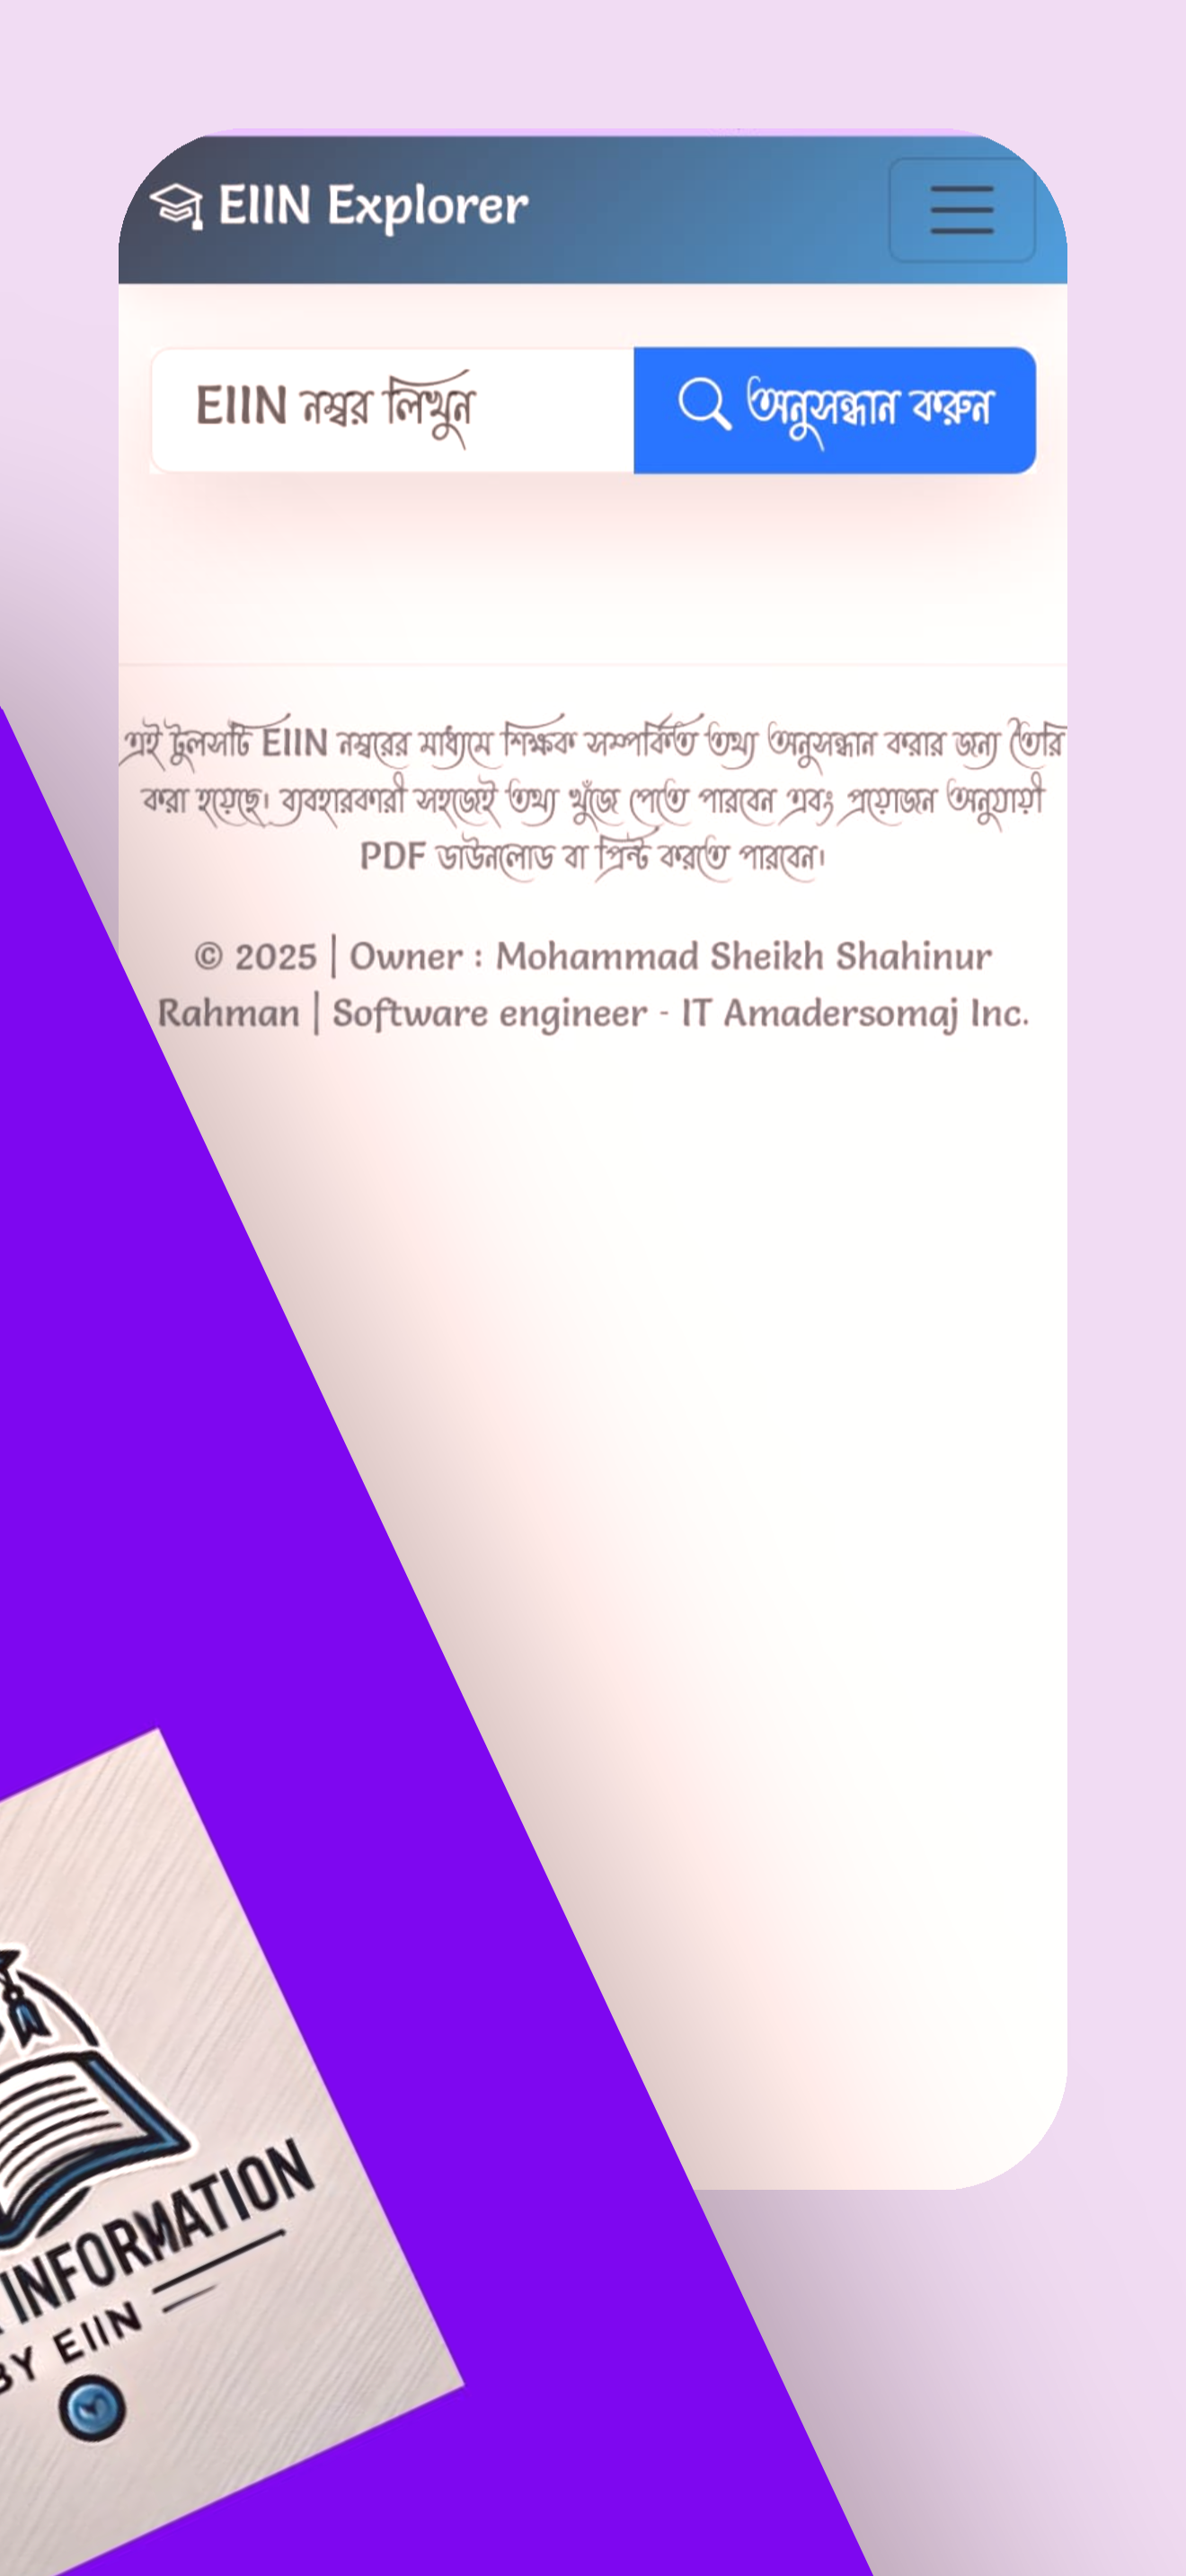 EIIN Explorer
EIIN নম্বর লিখুন
অনুসন্ধান করুন
এই টুলসটি EIIN নম্বরের মাধ্যমে শিক্ষক সম্পর্কিত তথ্য অনুসন্ধান করার জন্য তৈরি
করা হয়েছে। ব্যবহারকারী সহজেই তথ্য খুঁজে পেতে পারবেন এবং প্রয়োজন অনুযায়ী
PDF ডাউনলোড বা প্রিন্ট করতে পারবেন।
© 2025 | Owner : Mohammad Sheikh Shahinur
Rahman | Software engineer - IT Amadersomaj Inc.
INFORMATION
BY EIIN